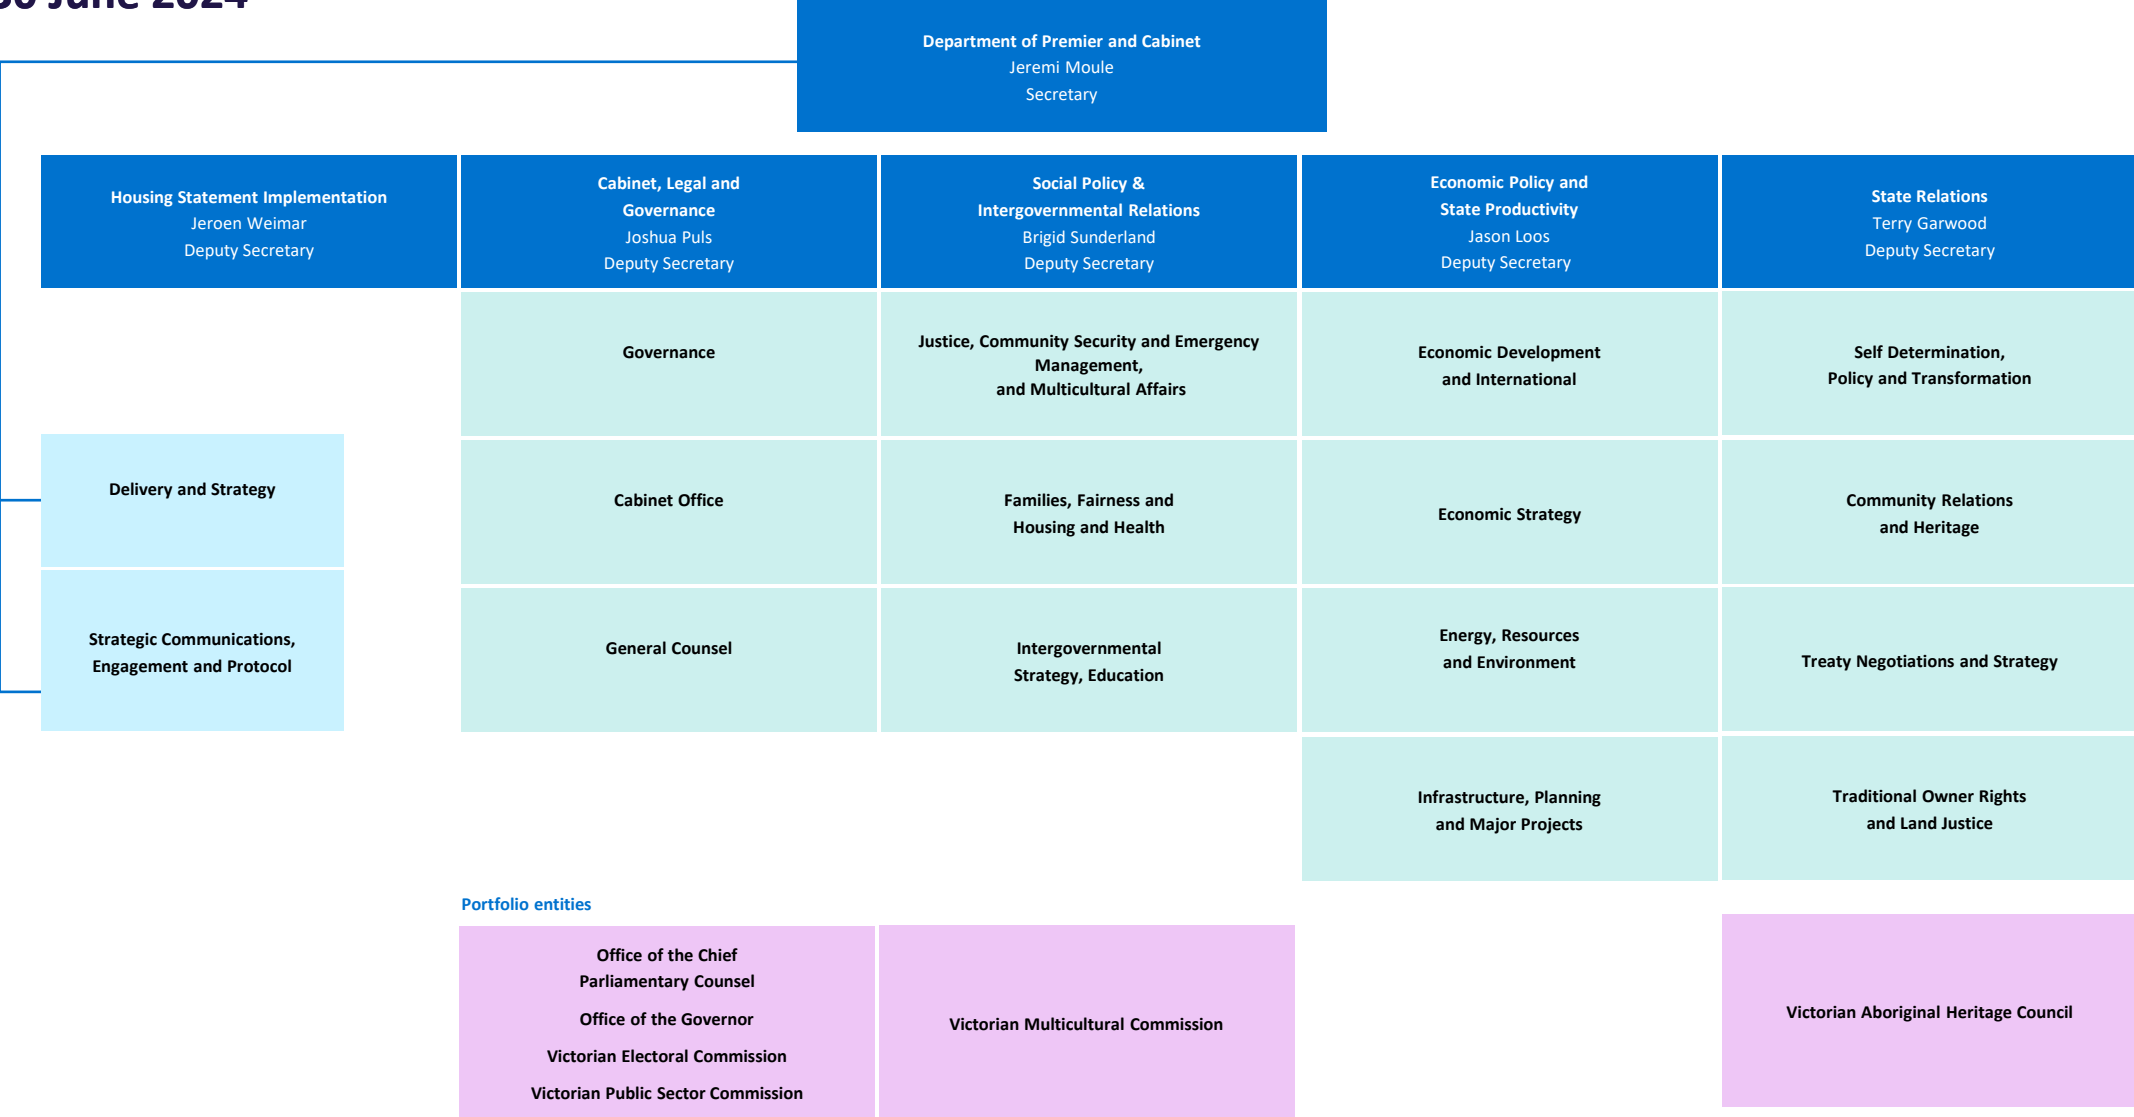 30 June 2024
Department of Premier and Cabinet
Jeremi Moule
Secretary
Housing Statement Implementation
Jeroen Weimar
Deputy Secretary
Cabinet, Legal and
Governance
Joshua Puls
Deputy Secretary
Social Policy &
Intergovernmental Relations
Brigid Sunderland
Deputy Secretary
Economic Policy and
State Productivity
Jason Loos
Deputy Secretary
State Relations
Terry Garwood
Deputy Secretary
Governance
Justice, Community Security and Emergency
Management,
and Multicultural Affairs
Economic Development
and International
Self Determination,
Policy and Transformation
Delivery and Strategy
Cabinet Office
Families, Fairness and
Housing and Health
Economic Strategy
Community Relations
and Heritage
Strategic Communications,
Engagement and Protocol
General Counsel
Intergovernmental
Strategy, Education
Energy, Resources
and Environment
Treaty Negotiations and Strategy
Infrastructure, Planning
and Major Projects
Traditional Owner Rights
and Land Justice
Portfolio entities
Office of the Chief
Parliamentary Counsel
Office of the Governor
Victorian Electoral Commission
Victorian Public Sector Commission
Victorian Multicultural Commission
Victorian Aboriginal Heritage Council